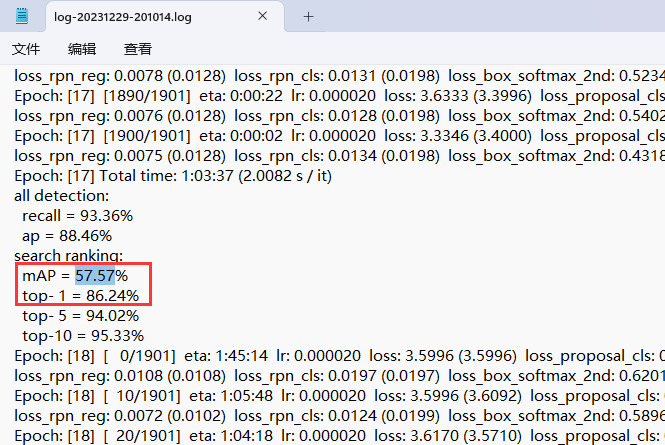 log-20231229-201014.log
文件 编辑 查看
loss_rpn_reg: 0.0078 (0.0128) loss_rpn_cls: 0.0131 (0.0198) loss_box_softmax_2nd: 0.5234
Epoch: [17] [1890/1901] eta: 0:00:22 lr: 0.000020 loss: 3.6333 (3.3996) loss_proposal_cls
loss_rpn_reg: 0.0076 (0.0128) loss_rpn_cls: 0.0128 (0.0198) loss_box_softmax_2nd: 0.5402
Epoch: [17] [1900/1901] eta: 0:00:02 lr: 0.000020 loss: 3.3346 (3.4000) loss_proposal_cls
loss_rpn_reg: 0.0075 (0.0128) loss_rpn_cls: 0.0134 (0.0198) loss_box_softmax_2nd: 0.4318
Epoch: [17] Total time: 1:03:37 (2.0082 s / it)
all detection:
recall = 93.36%
ap = 88.46%
search ranking:
mAP = 57.57%
top- 1 = 86.24%
top- 5 = 94.02%
top-10 = 95.33%
Epoch: [18] [ 0/1901] eta: 1:45:14 lr: 0.000020 loss: 3.5996 (3.5996) loss_proposal_cls: 0
loss_rpn_reg: 0.0108 (0.0108) loss_rpn_cls: 0.0197 (0.0197) loss_box_softmax_2nd: 0.6201
Epoch: [18] [ 10/1901] eta: 1:05:48 lr: 0.000020 loss: 3.5996 (3.6092) loss_proposal_cls:
loss_rpn_reg: 0.0072 (0.0102) loss_rpn_cls: 0.0124 (0.0199) loss_box_softmax_2nd: 0.5896
Epoch: [18] [ 20/1901] eta: 1:04:18 lr: 0.000020 loss: 3.6170 (3.5710) loss_proposal_cls: